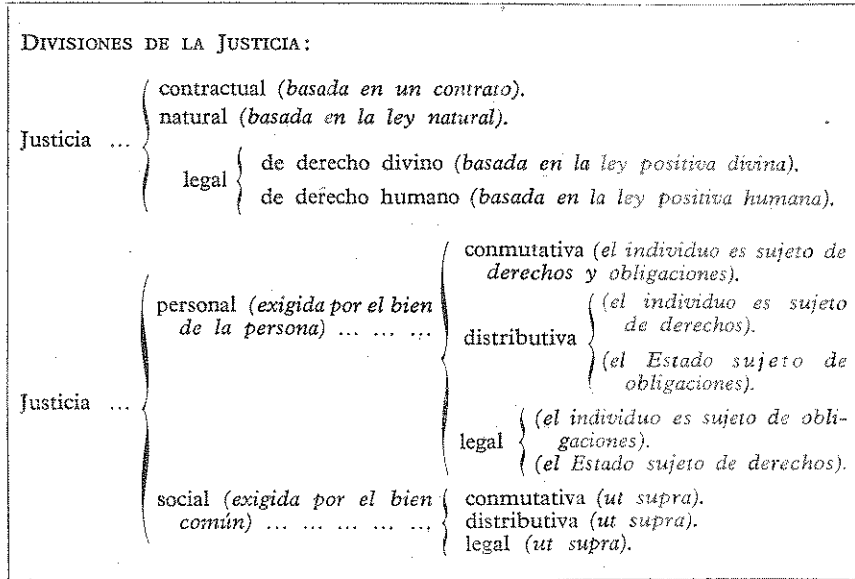 DIVISIONES DE LA JUSTICIA:
contractual (basada en un contrato).
natural (basada en la ley natural).
Justicia ...
legal
de derecho divino (basada en la ley positiva divina).
de derecho humano (basada en la ley positiva humana).
Justicia ...
personal (exigida por el bien
de la persona) ... ... ...
conmutativa (el individuo es sujeto de
derechos y obligaciones).
distributiva
(el individuo es sujeto
de derechos).
(el Estado sujeto de
obligaciones).
legal
(el individuo es sujeto de obli-
gaciones).
(el Estado sujeto de derechos).
social (exigida por el bien
común) ... ... ... ... ...
conmutativa (ut supra).
distributiva (ut supra).
legal (ut supra).